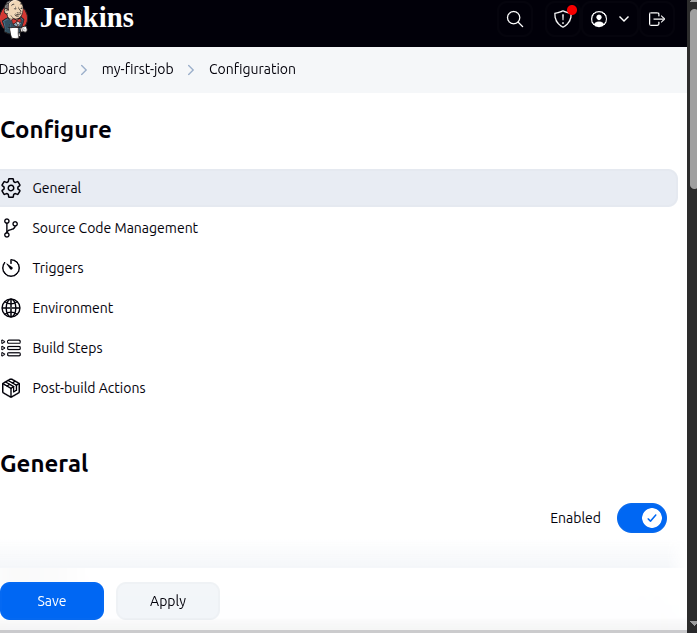 Jenkins
Dashboard > my-first-job > Configuration
Configure
General
Source Code Management
Triggers
Environment
Build Steps
Post-build Actions
General
Enabled
Save Apply